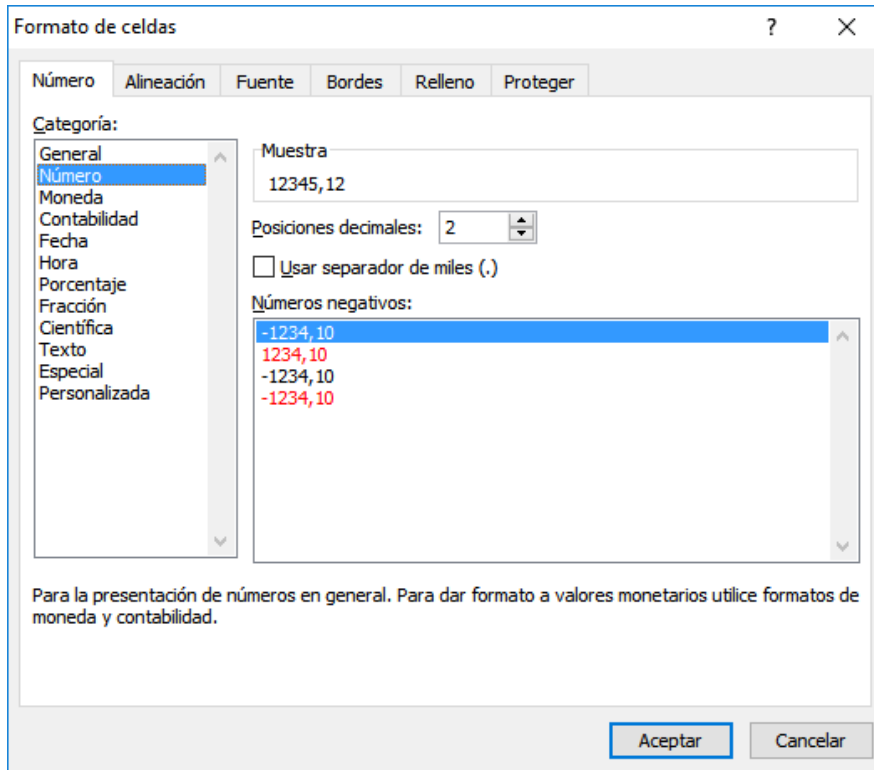 Formato de celdas
?
Número
Alineación
Fuente
Bordes
Relleno
Proteger
Categoría:
General
Número
Moneda
Contabilidad
Fecha
Hora
Porcentaje
Fracción
Científica
Texto
Especial
Personalizada
Muestra
12345,12
Posiciones decimales: 2
Usar separador de miles (.)
Números negativos:
-1234,10
1234,10
-1234,10
-1234,10
Para la presentación de números en general. Para dar formato a valores monetarios utilice formatos de
moneda y contabilidad.
Aceptar
Cancelar